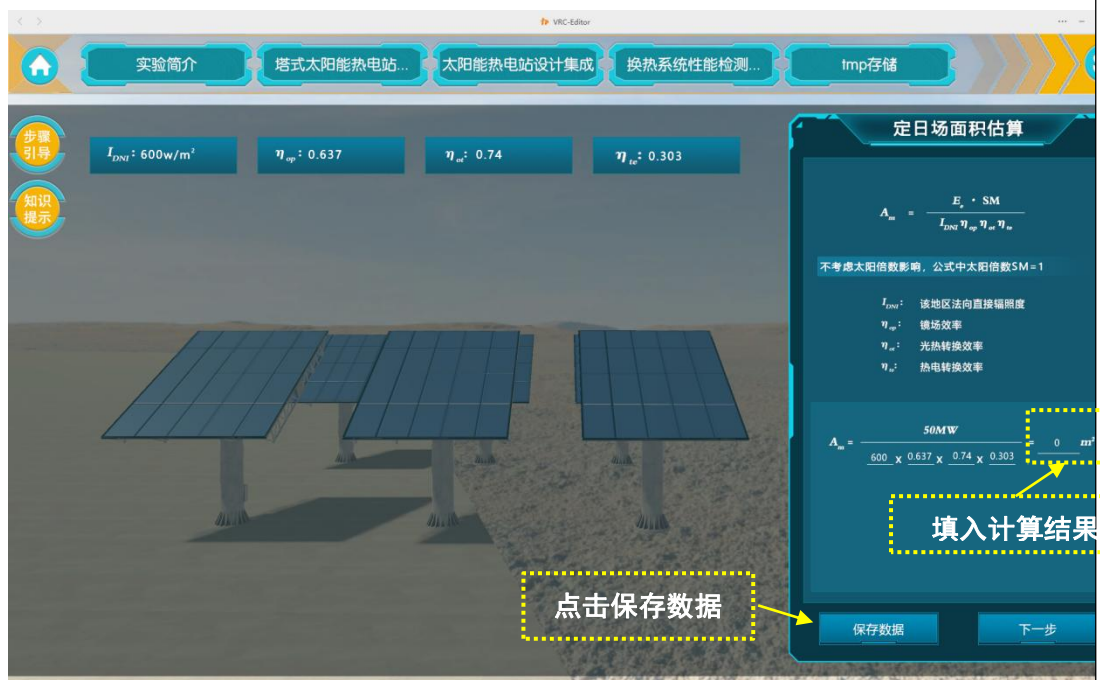 VRC-Editor
实验简介
塔式太阳能热电站...
太阳能热电站设计集成
换热系统性能检测...
tmp存储
步骤
引导
知识
提示
I_DNI: 600w/m²
η_op: 0.637
η_ot: 0.74
η_te: 0.303
定日场面积估算
A_m = E_e · SM / I_DNI η_op η_ot η_te
不考虑太阳倍数影响，公式中太阳倍数SM=1
I_DNI: 该地区法向直接辐照度
η_op: 镜场效率
η_ot: 光热转换效率
η_te: 热电转换效率
A_m = 50MW / 600 x 0.637 x 0.74 x 0.303 = 0 m²
填入计算结果
点击保存数据
保存数据
下一步